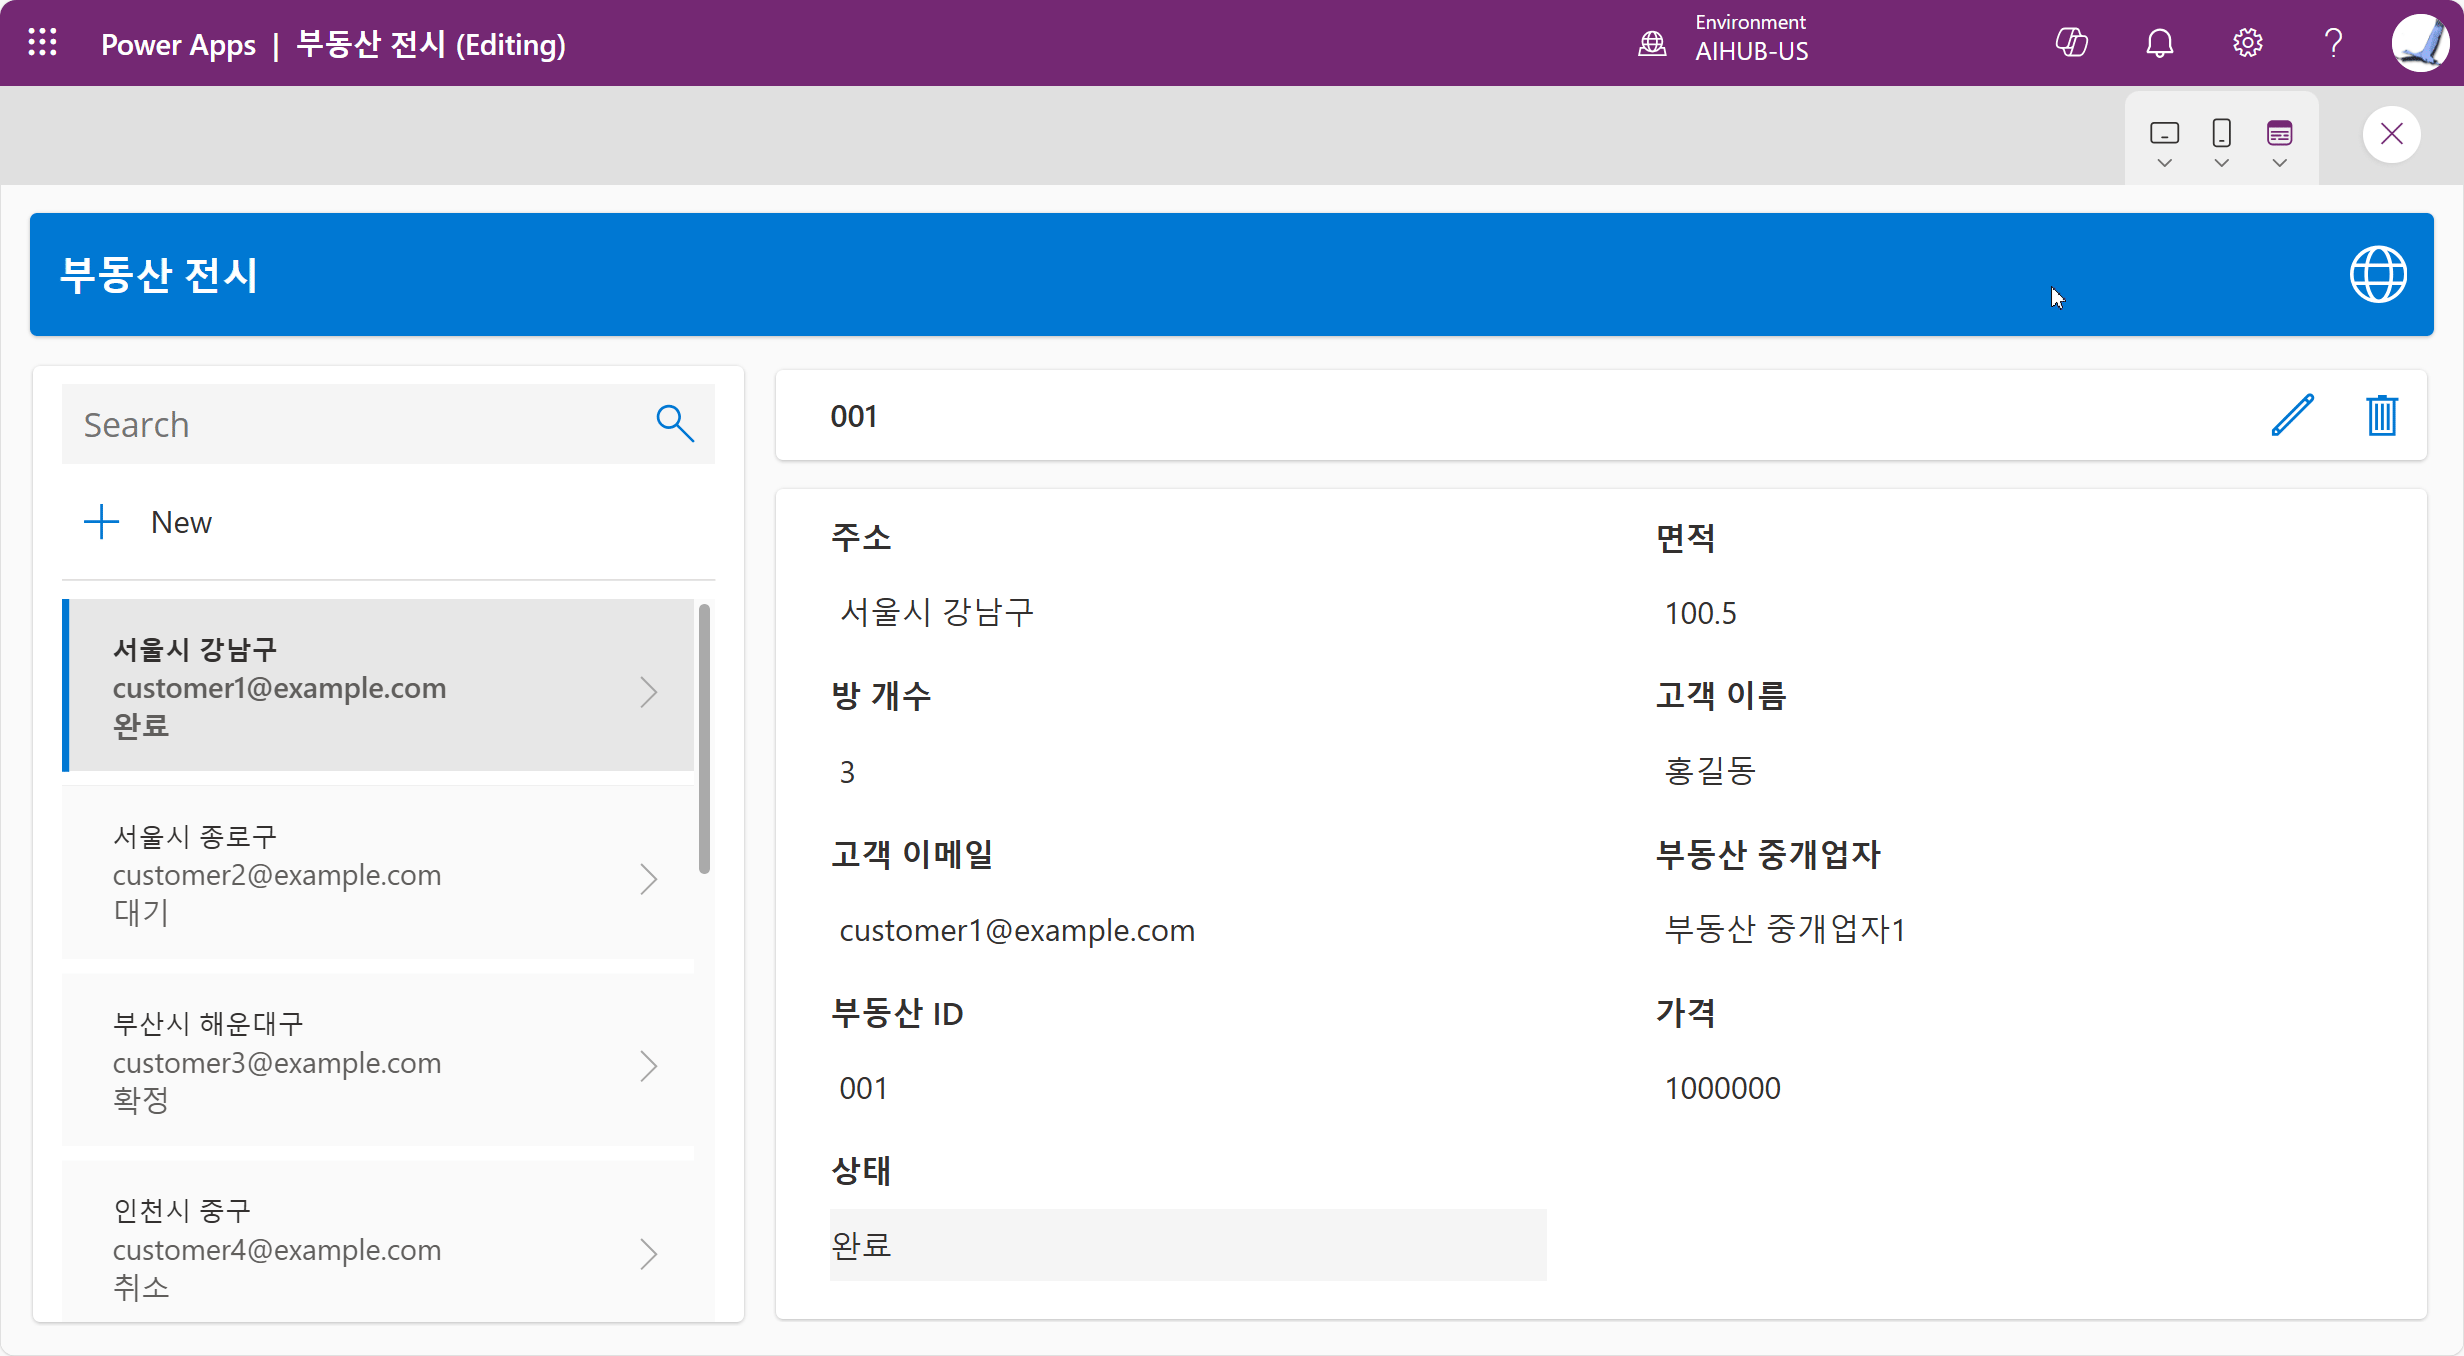 Power Apps | 부동산 전시 (Editing)
Environment
AIHUB-US
부동산 전시
Search
New
서울시 강남구
customer1@example.com
완료
서울시 종로구
customer2@example.com
대기
부산시 해운대구
customer3@example.com
확정
인천시 중구
customer4@example.com
취소
001
주소
서울시 강남구
면적
100.5
방 개수
3
고객 이름
홍길동
고객 이메일
customer1@example.com
부동산 중개업자
부동산 중개업자1
부동산 ID
001
가격
1000000
상태
완료